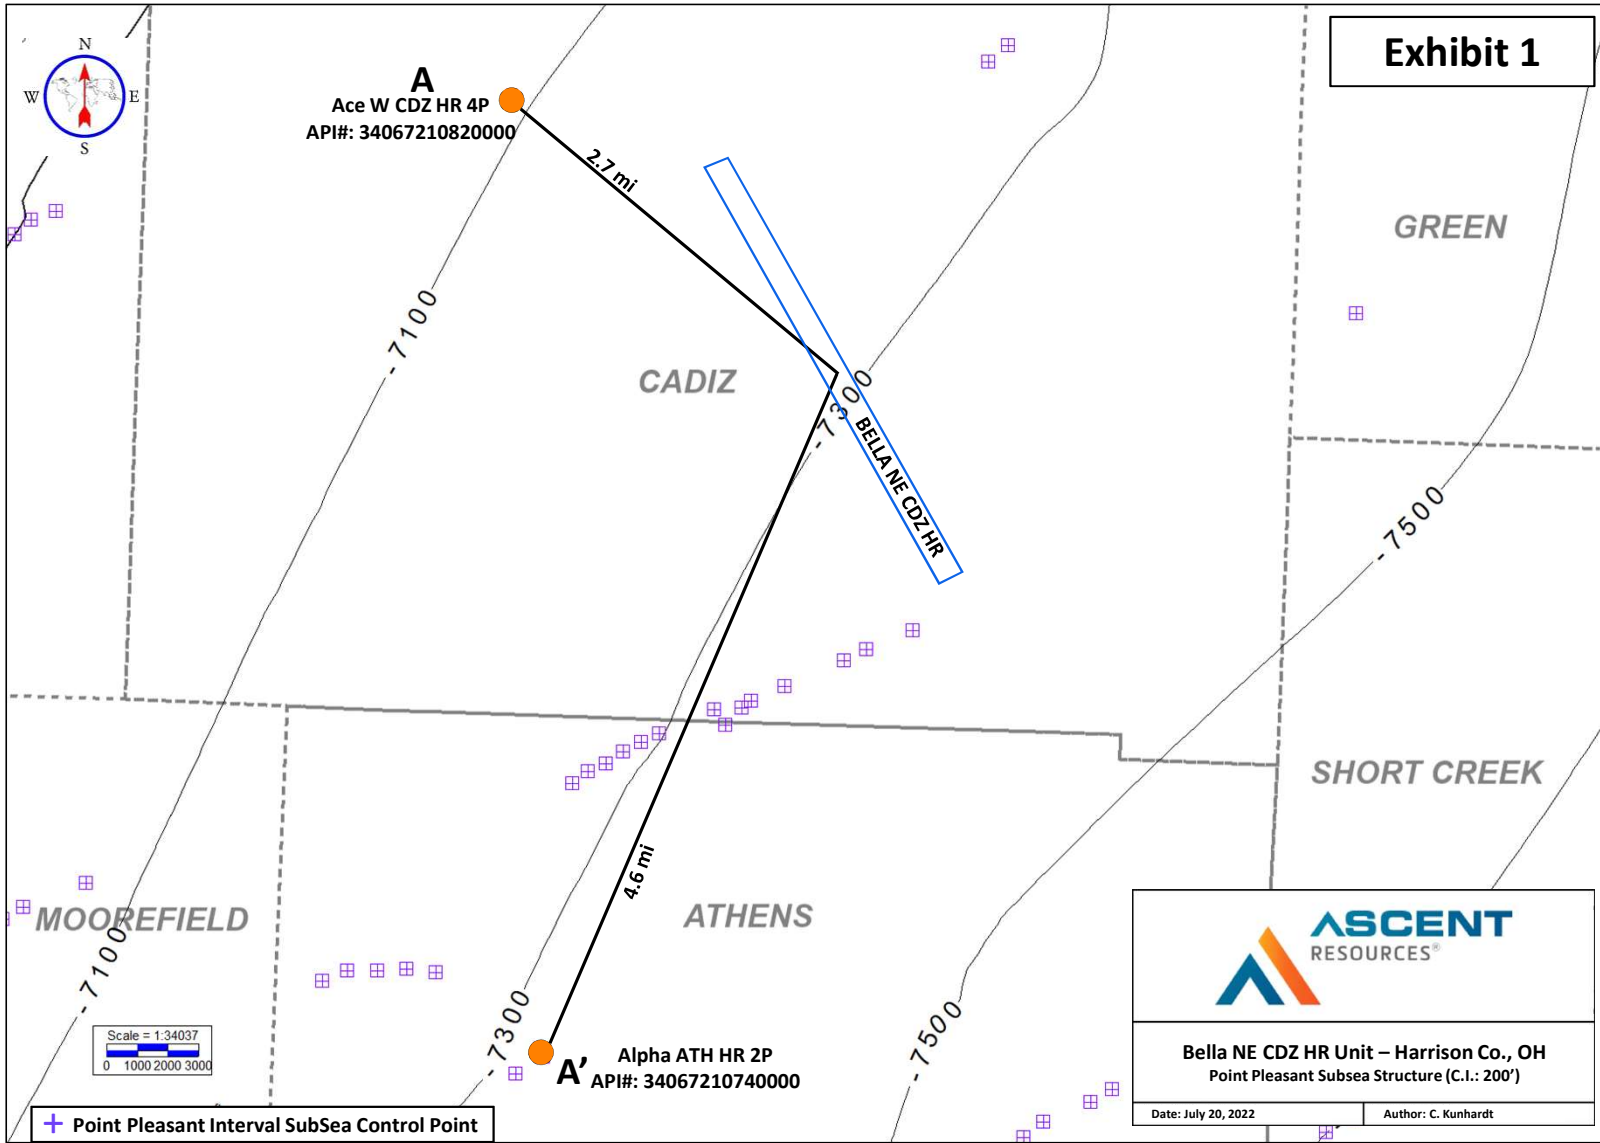 Exhibit 1
N
W E
S
A
Ace W CDZ HR 4P
API#: 34067210820000
2.7 mi
GREEN
-7100
CADIZ
-7300
BELLA NE CDZ HR
-7500
SHORT CREEK
4.6 mi
MOOREFIELD
ATHENS
-7100
-7300
-7500
A'
Alpha ATH HR 2P
API#: 34067210740000
Scale = 1:34037
0 1000 2000 3000
+ Point Pleasant Interval SubSea Control Point
ASCENT
RESOURCES®
Bella NE CDZ HR Unit – Harrison Co., OH
Point Pleasant Subsea Structure (C.I.: 200')
Date: July 20, 2022
Author: C. Kunhardt